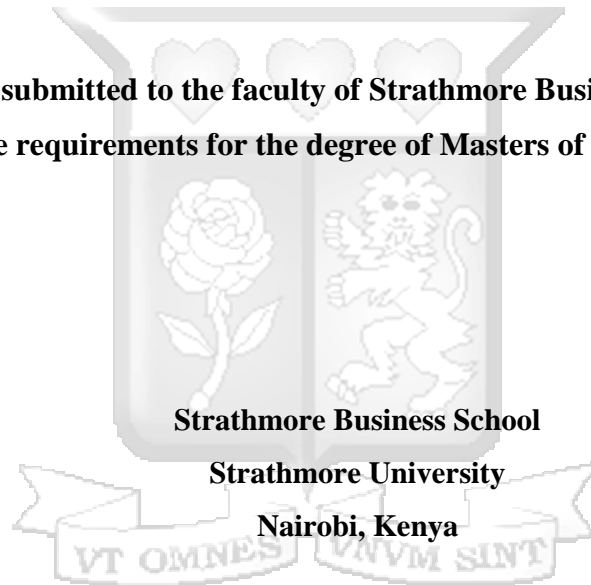 submitted to the faculty of Strathmore Busi
e requirements for the degree of Masters of
Strathmore Business School
Strathmore University
Nairobi, Kenya
VT OMNES VNVM SINT